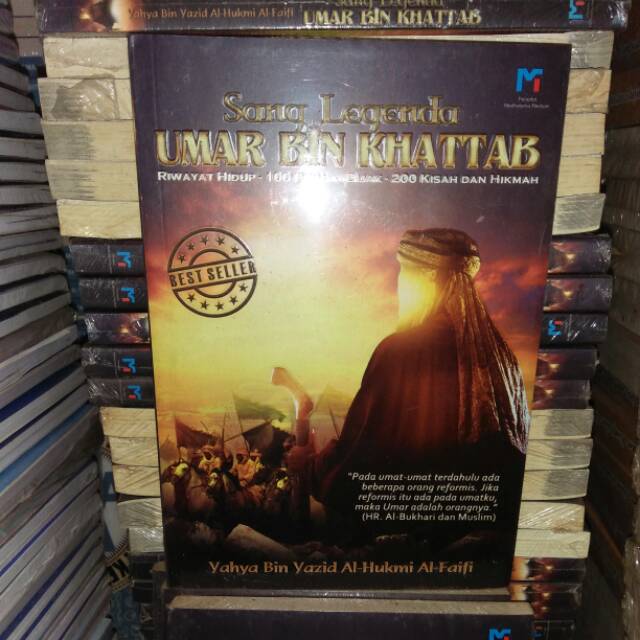 Yahya Bin Yazid Al-Hukmi Al-Faifi
Sang Legenda
UMAR BIN KHATTAB
Sang Legenda
UMAR BIN KHATTAB
RIWAYAT HIDUP - 100 - 200 KISAH DAN HIKMAH
BEST SELLER
"Pada umat-umat terdahulu ada
beberapa orang reformis. Jika
reformis itu ada pada umatku,
maka Umar adalah orangnya."
(HR. Al-Bukhari dan Muslim)
Yahya Bin Yazid Al-Hukmi Al-Faifi